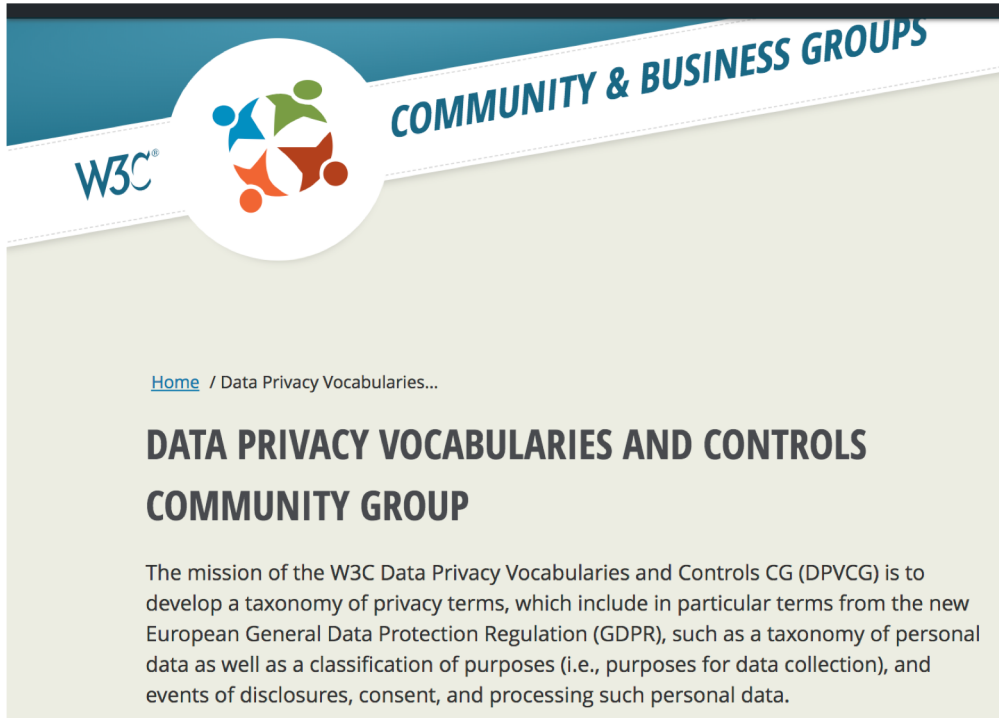 COMMUNITY & BUSINESS GROUPS
W3C®
Home / Data Privacy Vocabularies...
DATA PRIVACY VOCABULARIES AND CONTROLS
COMMUNITY GROUP
The mission of the W3C Data Privacy Vocabularies and Controls CG (DPVCG) is to
develop a taxonomy of privacy terms, which include in particular terms from the new
European General Data Protection Regulation (GDPR), such as a taxonomy of personal
data as well as a classification of purposes (i.e., purposes for data collection), and
events of disclosures, consent, and processing such personal data.